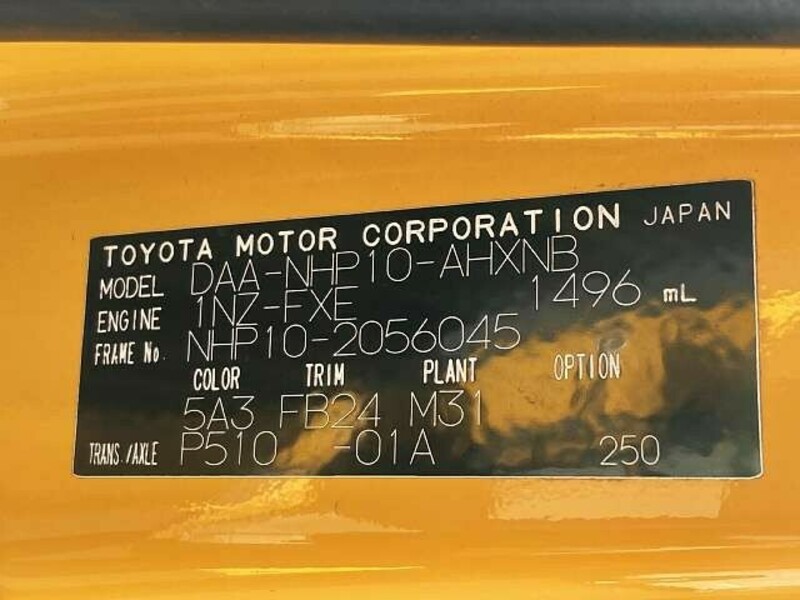 TOYOTA MOTOR CORPORATION JAPAN
MODEL DAA-NHP10-AHXNB
ENGINE 1NZ-FXE 1496 mL
FRAME No. NHP10-2056045
COLOR TRIM PLANT OPTION
5A3 FB24 M31
TRANS./AXLE P510 -01A 250